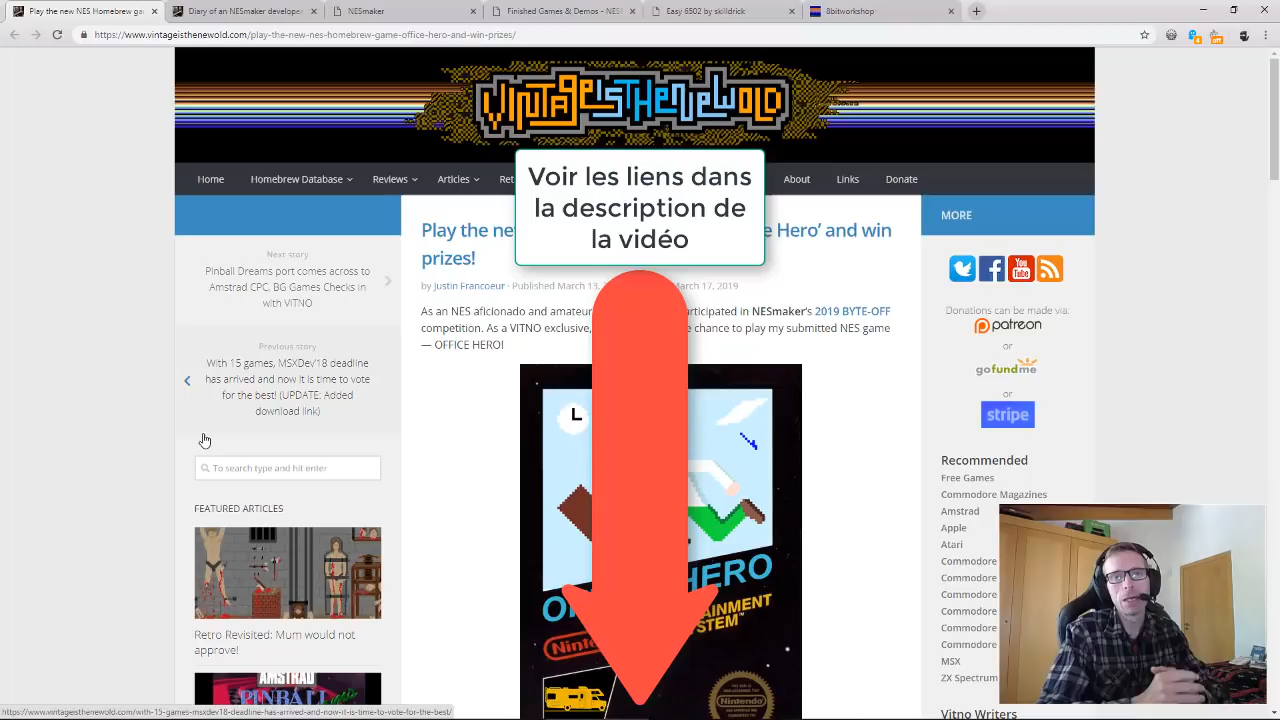 Play the new NES homebrew gam
Diary of an NESmaker develope
NESmaker
Finished Games & Demos - NES
Easy 6502 by skilldrick
8bitworkshop
https://www.vintageisthenewold.com/play-the-new-nes-homebrew-game-office-hero-and-win-prizes/
VINTAGEISTHENEWOLD
Home
Homebrew Database
Reviews
Articles
Ret
About
Links
Donate
Voir les liens dans
la description de
la vidéo
Next story
Pinball Dreams port comes across to
Amstrad CPC, BG Games Checks on
with VITNO
Previous story
With 15 games, MSXDev'18 deadline
has arrived and now it is time to vote
for the best! (UPDATE: Added
download link)
To search type and hit enter
FEATURED ARTICLES
Retro Revisited: Mum would not
approve!
AMSTRAD
Play the ne
e Hero’ and win
prizes!
by Justin Francoeur · Published March 13,
March 17, 2019
As an NES aficionado and amateu
articipated in NESmaker's 2019 BYTE-OFF
competition. As a VITNO exclusive,
e chance to play my submitted NES game
— OFFICE HERO!
HERO
AINMENT
SYSTEM™
MORE
You
Tube
Donations can be made via:
patreon
or
gofundme
or
stripe
Recommended
Free Games
Commodore Magazines
Amstrad
Apple
Atari
Commodore
Commodore
Commodore
Commodore
Commodore
Commodore
MSX
ZX Spectrum
Vitno Writers
https://vintageisthenewold.com/with-15-games-msxdev18-deadline-has-arrived-and-now-it-is-time-to-vote-for-the-best/